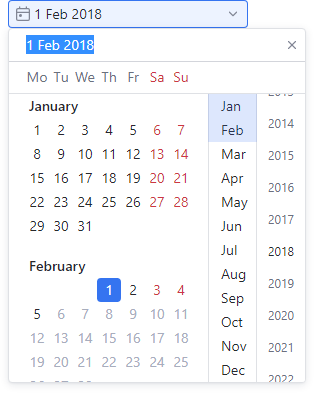 1 Feb 2018
1 Feb 2018
Mo Tu We Th Fr Sa Su
January
1 2 3 4 5 6 7
8 9 10 11 12 13 14
15 16 17 18 19 20 21
22 23 24 25 26 27 28
29 30 31
February
1 2 3 4
5 6 7 8 9 10 11
12 13 14 15 16 17 18
19 20 21 22 23 24 25
Jan
Feb
Mar
Apr
May
Jun
Jul
Aug
Sep
Oct
Nov
Dec
2014
2015
2016
2017
2018
2019
2020
2021
2022